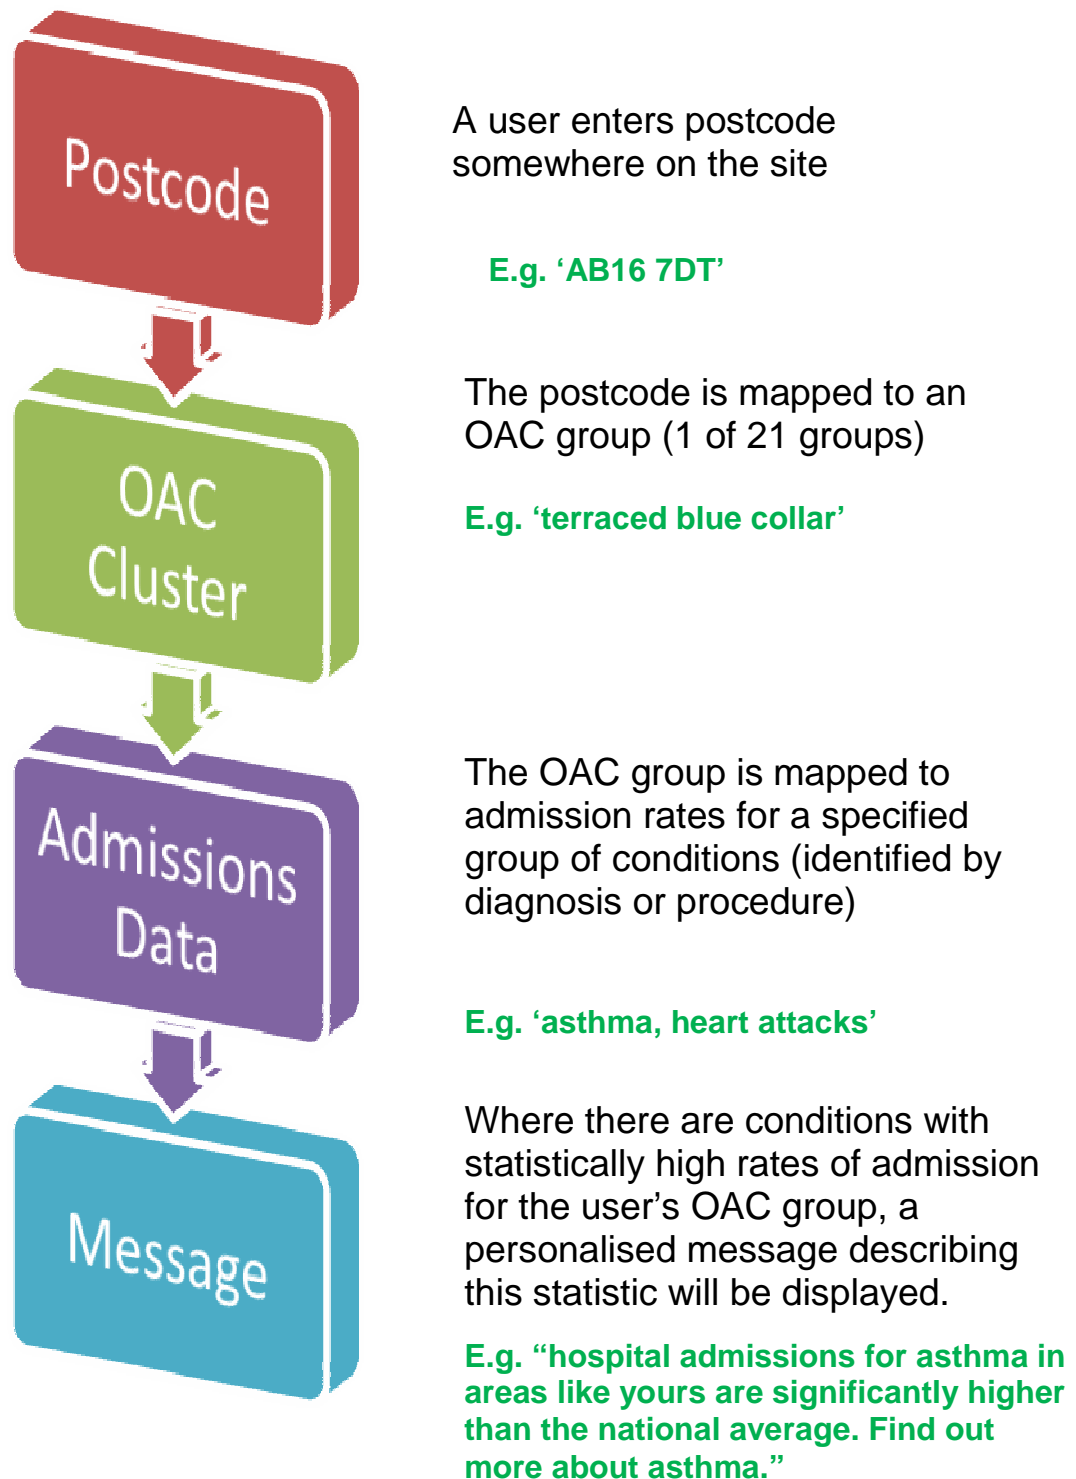 Postcode
A user enters postcode
somewhere on the site
E.g. ‘AB16 7DT’
OAC
Cluster
The postcode is mapped to an
OAC group (1 of 21 groups)
E.g. ‘terraced blue collar’
Admissions
Data
The OAC group is mapped to
admission rates for a specified
group of conditions (identified by
diagnosis or procedure)
E.g. ‘asthma, heart attacks’
Message
Where there are conditions with
statistically high rates of admission
for the user’s OAC group, a
personalised message describing
this statistic will be displayed.
E.g. “hospital admissions for asthma in
areas like yours are significantly higher
than the national average. Find out
more about asthma.”